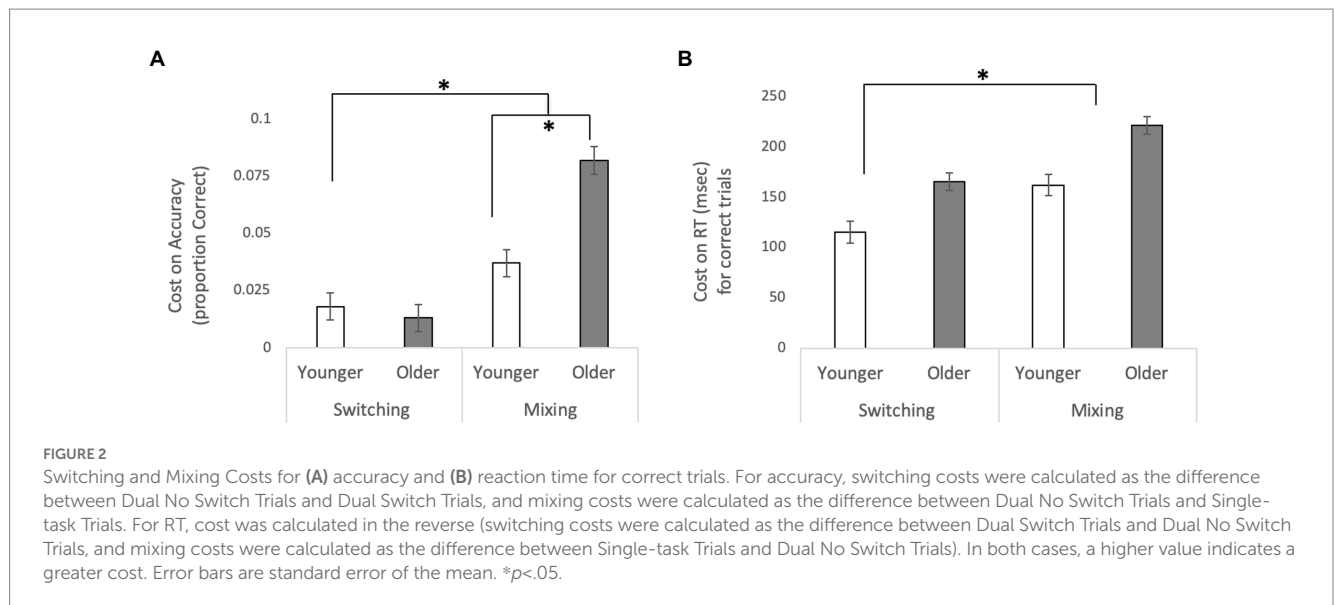 A
*
*
0.1
0.075
0.05
0.025
0
Cost on Accuracy
(proportion Correct)
Younger Older Younger Older
Switching Mixing
B
*
250
200
150
100
50
0
Cost on RT (msec)
for correct trials
Younger Older Younger Older
Switching Mixing
FIGURE 2
Switching and Mixing Costs for (A) accuracy and (B) reaction time for correct trials. For accuracy, switching costs were calculated as the difference
between Dual No Switch Trials and Dual Switch Trials, and mixing costs were calculated as the difference between Dual No Switch Trials and Single-
task Trials. For RT, cost was calculated in the reverse (switching costs were calculated as the difference between Dual Switch Trials and Dual No Switch
Trials, and mixing costs were calculated as the difference between Single-task Trials and Dual No Switch Trials). In both cases, a higher value indicates a
greater cost. Error bars are standard error of the mean. *p<.05.